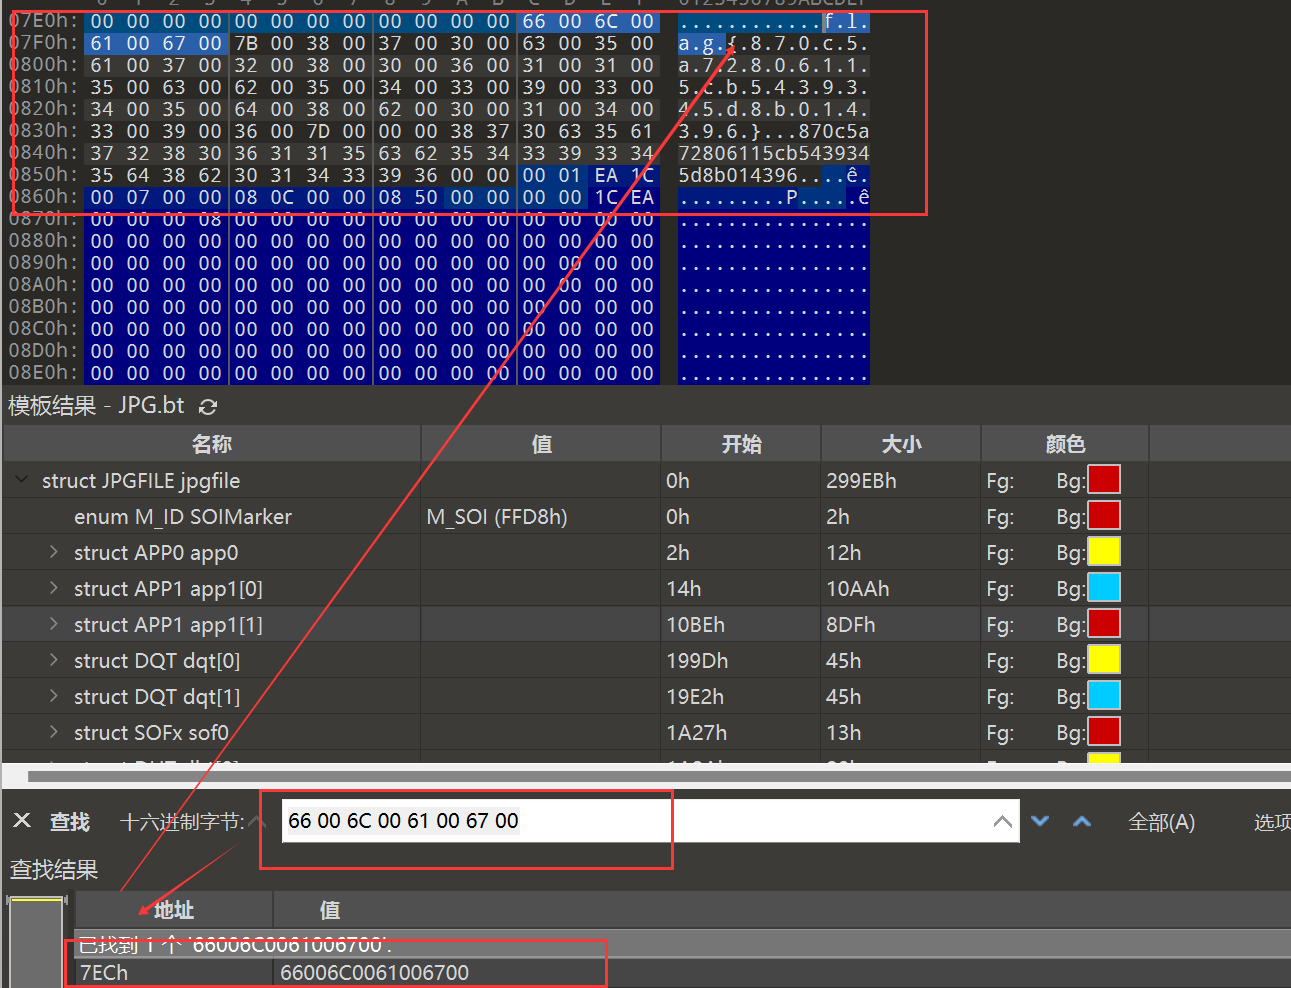 07E0h: 00 00 00 00 00 00 00 00 00 00 00 00 66 00 6C 00 ............f.l.
07F0h: 61 00 67 00 7B 00 38 00 37 00 30 00 63 00 35 00 a.g.{.8.7.0.c.5.
0800h: 61 00 37 00 32 00 38 00 30 00 36 00 31 00 31 00 a.7.2.8.0.6.1.1.
0810h: 35 00 63 00 62 00 35 00 34 00 33 00 39 00 33 00 5.c.b.5.4.3.9.3.
0820h: 34 00 35 00 64 00 38 00 62 00 30 00 31 00 34 00 4.5.d.8.b.0.1.4.
0830h: 33 00 39 00 36 00 7D 00 00 00 38 37 30 63 35 61 3.9.6.}...870c5a
0840h: 37 32 38 30 36 31 31 35 63 62 35 34 33 39 33 34 72806115cb543934
0850h: 35 64 38 62 30 31 34 33 39 36 00 00 00 01 EA 1C 5d8b014396....ê.
0860h: 00 07 00 00 08 0C 00 00 08 50 00 00 00 00 1C EA .........P.....ê
0870h: 00 00 00 08 00 00 00 00 00 00 00 00 00 00 00 00 ................
0880h: 00 00 00 00 00 00 00 00 00 00 00 00 00 00 00 00 ................
0890h: 00 00 00 00 00 00 00 00 00 00 00 00 00 00 00 00 ................
08A0h: 00 00 00 00 00 00 00 00 00 00 00 00 00 00 00 00 ................
08B0h: 00 00 00 00 00 00 00 00 00 00 00 00 00 00 00 00 ................
08C0h: 00 00 00 00 00 00 00 00 00 00 00 00 00 00 00 00 ................
08D0h: 00 00 00 00 00 00 00 00 00 00 00 00 00 00 00 00 ................
08E0h: 00 00 00 00 00 00 00 00 00 00 00 00 00 00 00 00 ................
模板结果 - JPG.bt
名称 值 开始 大小 颜色
struct JPGFILE jpgfile 0h 299EBh Fg: Bg:
enum M_ID SOIMarker M_SOI (FFD8h) 0h 2h Fg: Bg:
struct APP0 app0 2h 12h Fg: Bg:
struct APP1 app1[0] 14h 10AAh Fg: Bg:
struct APP1 app1[1] 10BEh 8DFh Fg: Bg:
struct DQT dqt[0] 199Dh 45h Fg: Bg:
struct DQT dqt[1] 19E2h 45h Fg: Bg:
struct SOFx sof0 1A27h 13h Fg: Bg:
查找 十六进制字节: 66 00 6C 00 61 00 67 00 全部(A) 选项
查找结果
地址 值
已找到 1 个 '66006C0061006700'.
7ECh 66006C0061006700